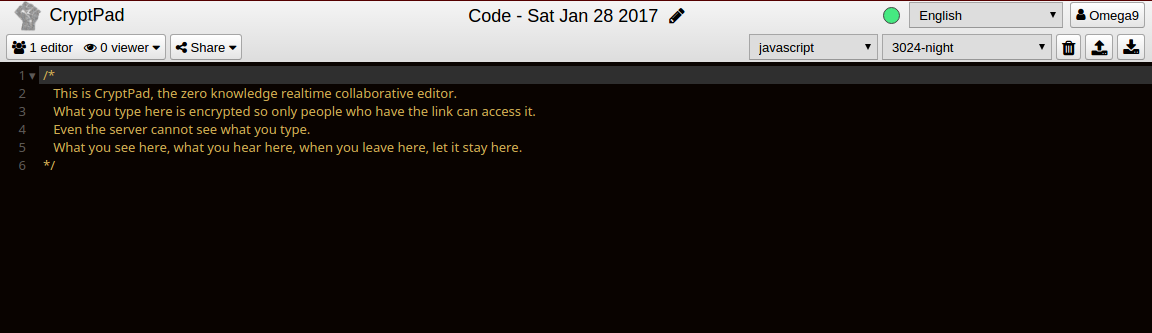 CryptPad
Code - Sat Jan 28 2017
English
Omega9
1 editor 0 viewer Share
javascript 3024-night
1 /*
2 This is CryptPad, the zero knowledge realtime collaborative editor.
3 What you type here is encrypted so only people who have the link can access it.
4 Even the server cannot see what you type.
5 What you see here, what you hear here, when you leave here, let it stay here.
6 */